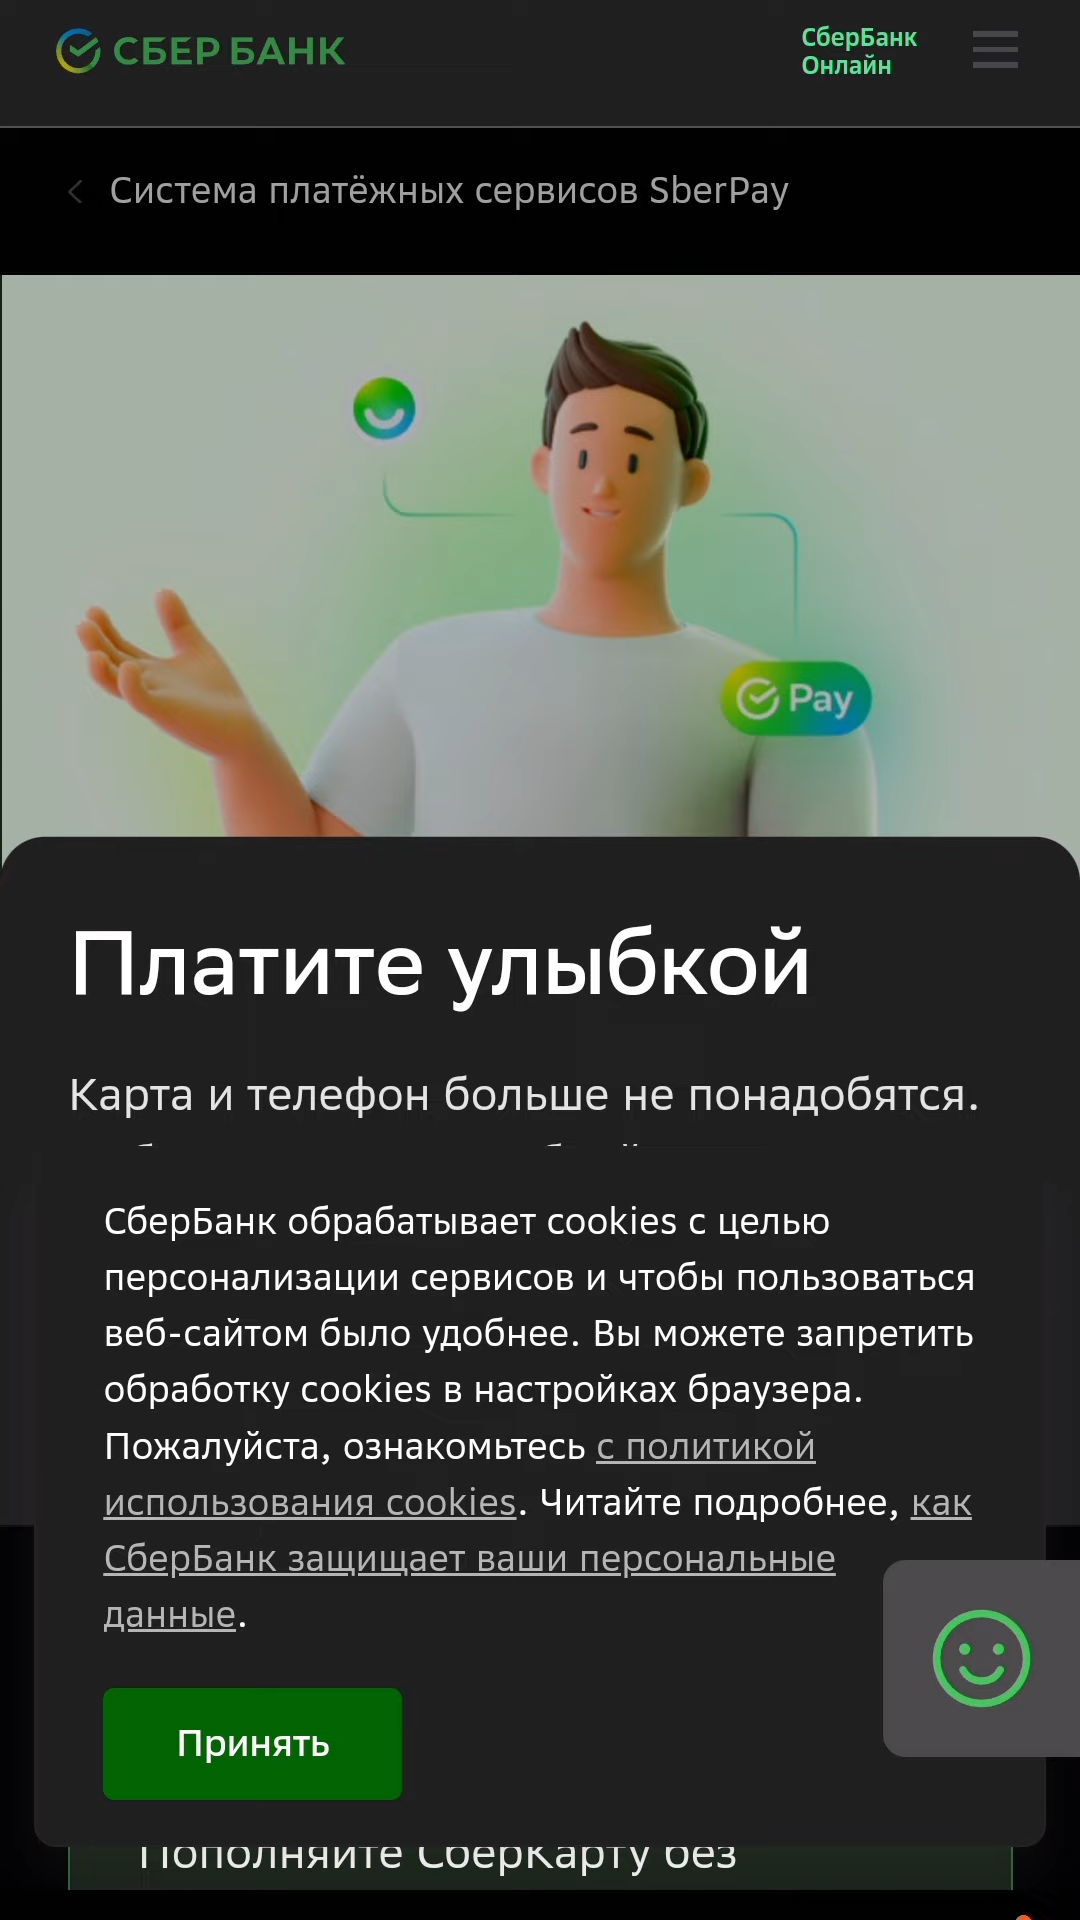 СБЕР БАНК
СберБанк
Онлайн
Система платёжных сервисов SberPay
Pay
Платите улыбкой
Карта и телефон больше не понадобятся.
СберБанк обрабатывает cookies с целью
персонализации сервисов и чтобы пользоваться
веб-сайтом было удобнее. Вы можете запретить
обработку cookies в настройках браузера.
Пожалуйста, ознакомьтесь с политикой
использования cookies. Читайте подробнее, как
СберБанк защищает ваши персональные
данные.
Принять
Пополняйте СберКарту без